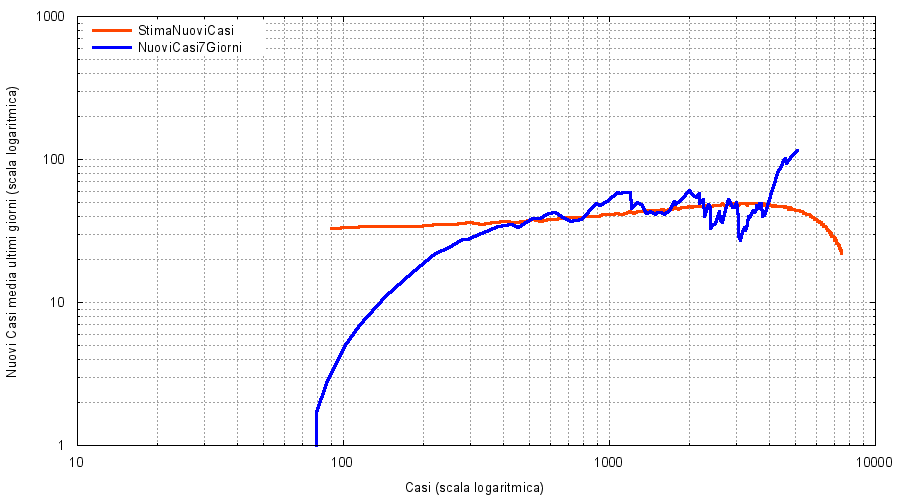 1000
StimaNuoviCasi
NuoviCasi7Giorni
100
10
1
Nuovi Casi media ultimi giorni (scala logaritmica)
10 100 1000 10000
Casi (scala logaritmica)